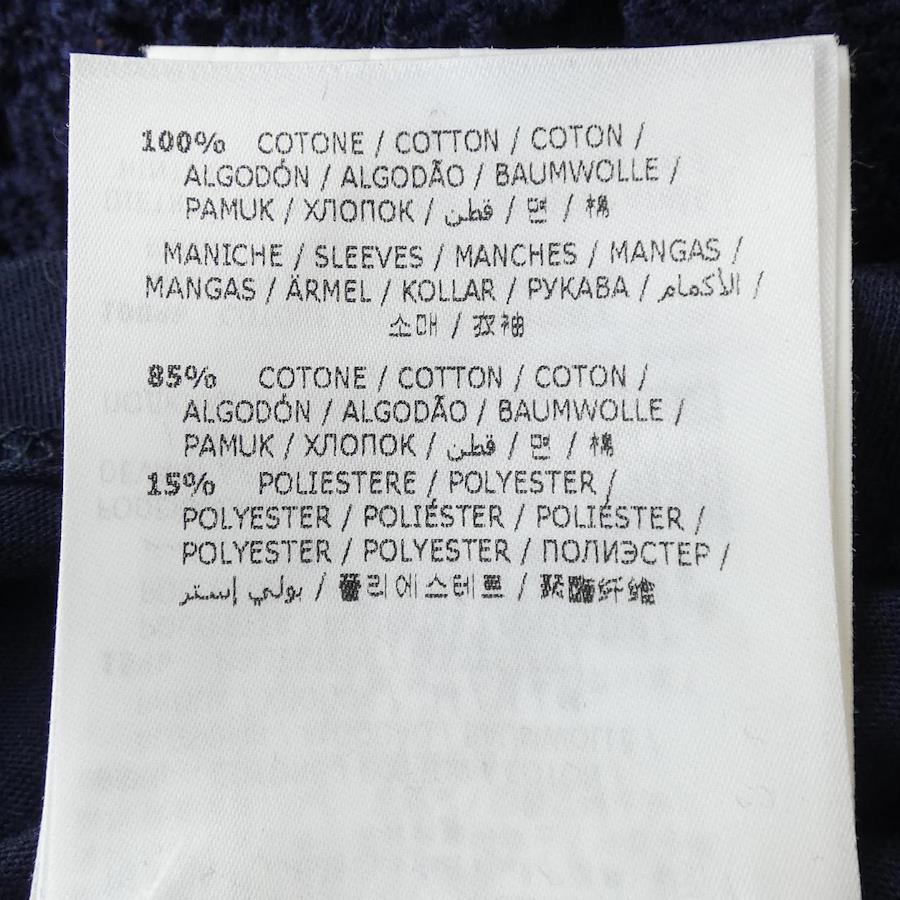 100% COTONE / COTTON / COTON /
ALGODÓN / ALGODÃO / BAUMWOLLE /
PAMUK / ХЛОПОК / قطن / 면 / 棉
MANICHE / SLEEVES / MANCHES / MANGAS /
MANGAS / ÄRMEL / KOLLAR / РУКАВА / الأكمام /
소매 / 衣袖
85% COTONE / COTTON / COTON /
ALGODÓN / ALGODÃO / BAUMWOLLE /
PAMUK / ХЛОПОК / قطن / 면 / 棉
15% POLIESTERE / POLYESTER /
POLYESTER / POLIÉSTER / POLIÉSTER /
POLYESTER / POLYESTER / ПОЛИЭСТЕР /
بولي إستر / 폴리에스테르 / 聚酯纤维